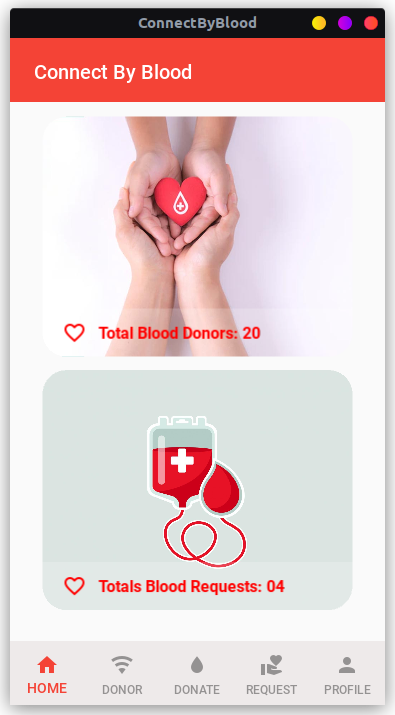 ConnectByBlood
Connect By Blood
Total Blood Donors: 20
Totals Blood Requests: 04
HOME
DONOR
DONATE
REQUEST
PROFILE